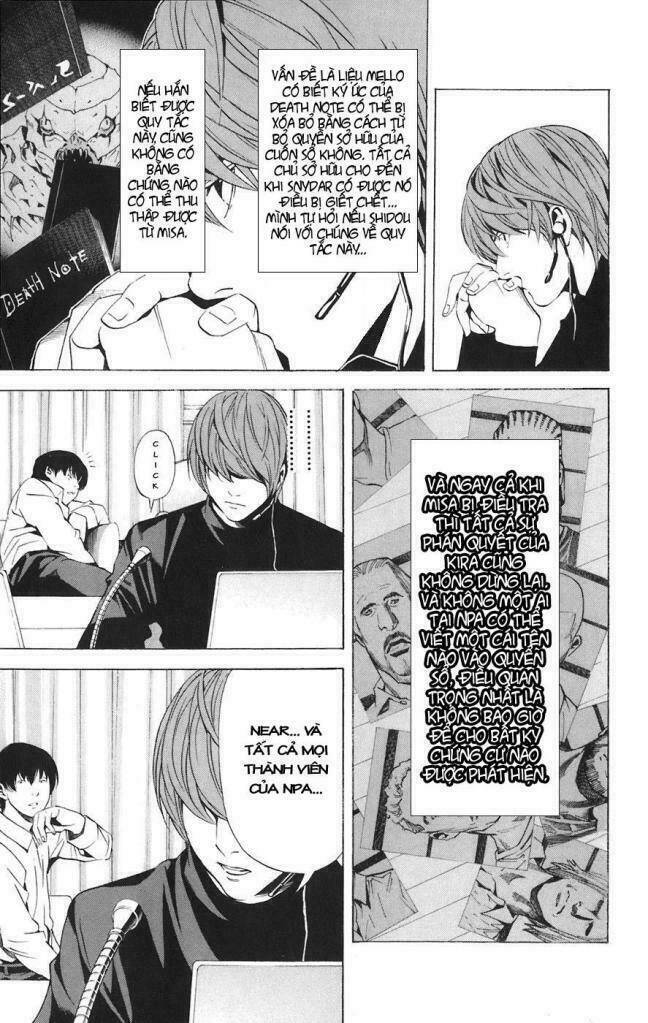 VẤN ĐỀ LÀ LIỆU MELLO
CÓ BIẾT KÝ ỨC CỦA
DEATH NOTE CÓ THỂ BỊ
XÓA BỎ BẰNG CÁCH TỪ
BỎ QUYỀN SỞ HỮU CỦA
CUỐN SỔ KHÔNG. TẤT CẢ
CHỦ SỞ HỮU CHO ĐẾN
KHI SNYDAR CÓ ĐƯỢC NÓ
ĐIỀU BỊ GIẾT CHẾT...
MÌNH TỰ HỎI NẾU SHIDOU
NÓI VỚI CHÚNG VỀ QUY
TẮC NÀY...
NẾU HẮN
BIẾT ĐƯỢC
QUY TẮC
NÀY, CŨNG
KHÔNG CÓ
BẰNG
CHỨNG NÀO
CÓ THỂ THU
THẬP ĐƯỢC
TỪ MISA.
DEATH NOTE
VÀ NGAY CẢ KHI
MISA BỊ ĐIỀU TRA
THÌ TẤT CẢ SỰ
PHÁN QUYẾT CỦA
KIRA CŨNG
KHÔNG DỪNG LẠI,
VÀ KHÔNG MỘT AI
TẠI NPA CÓ THỂ
VIẾT MỘT CÁI TÊN
NÀO VÀO QUYỂN
SỔ, ĐIỀU QUAN
TRỌNG NHẤT LÀ
KHÔNG BAO GIỜ
ĐỂ CHO BẤT KỲ
CHỨNG CỨ NÀO
ĐƯỢC PHÁT HIỆN.
CLICK
NEAR... VÀ
TẤT CẢ MỌI
THÀNH VIÊN
CỦA NPA...